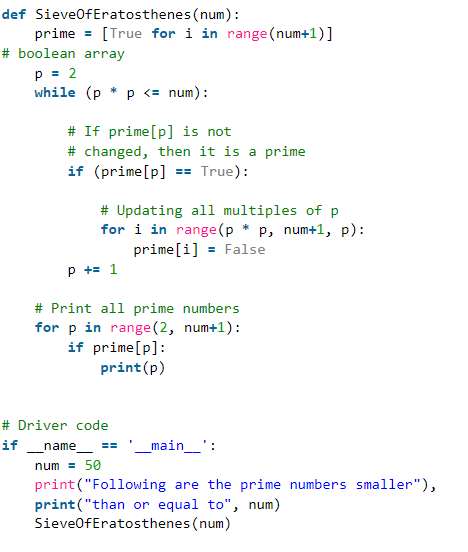 def SieveOfEratosthenes(num):
    prime = [True for i in range(num+1)]
# boolean array
    p = 2
    while (p * p <= num):

        # If prime[p] is not
        # changed, then it is a prime
        if (prime[p] == True):

            # Updating all multiples of p
            for i in range(p * p, num+1, p):
                prime[i] = False
        p += 1

    # Print all prime numbers
    for p in range(2, num+1):
        if prime[p]:
            print(p)


# Driver code
if __name__ == '__main__':
    num = 50
    print("Following are the prime numbers smaller"),
    print("than or equal to", num)
    SieveOfEratosthenes(num)